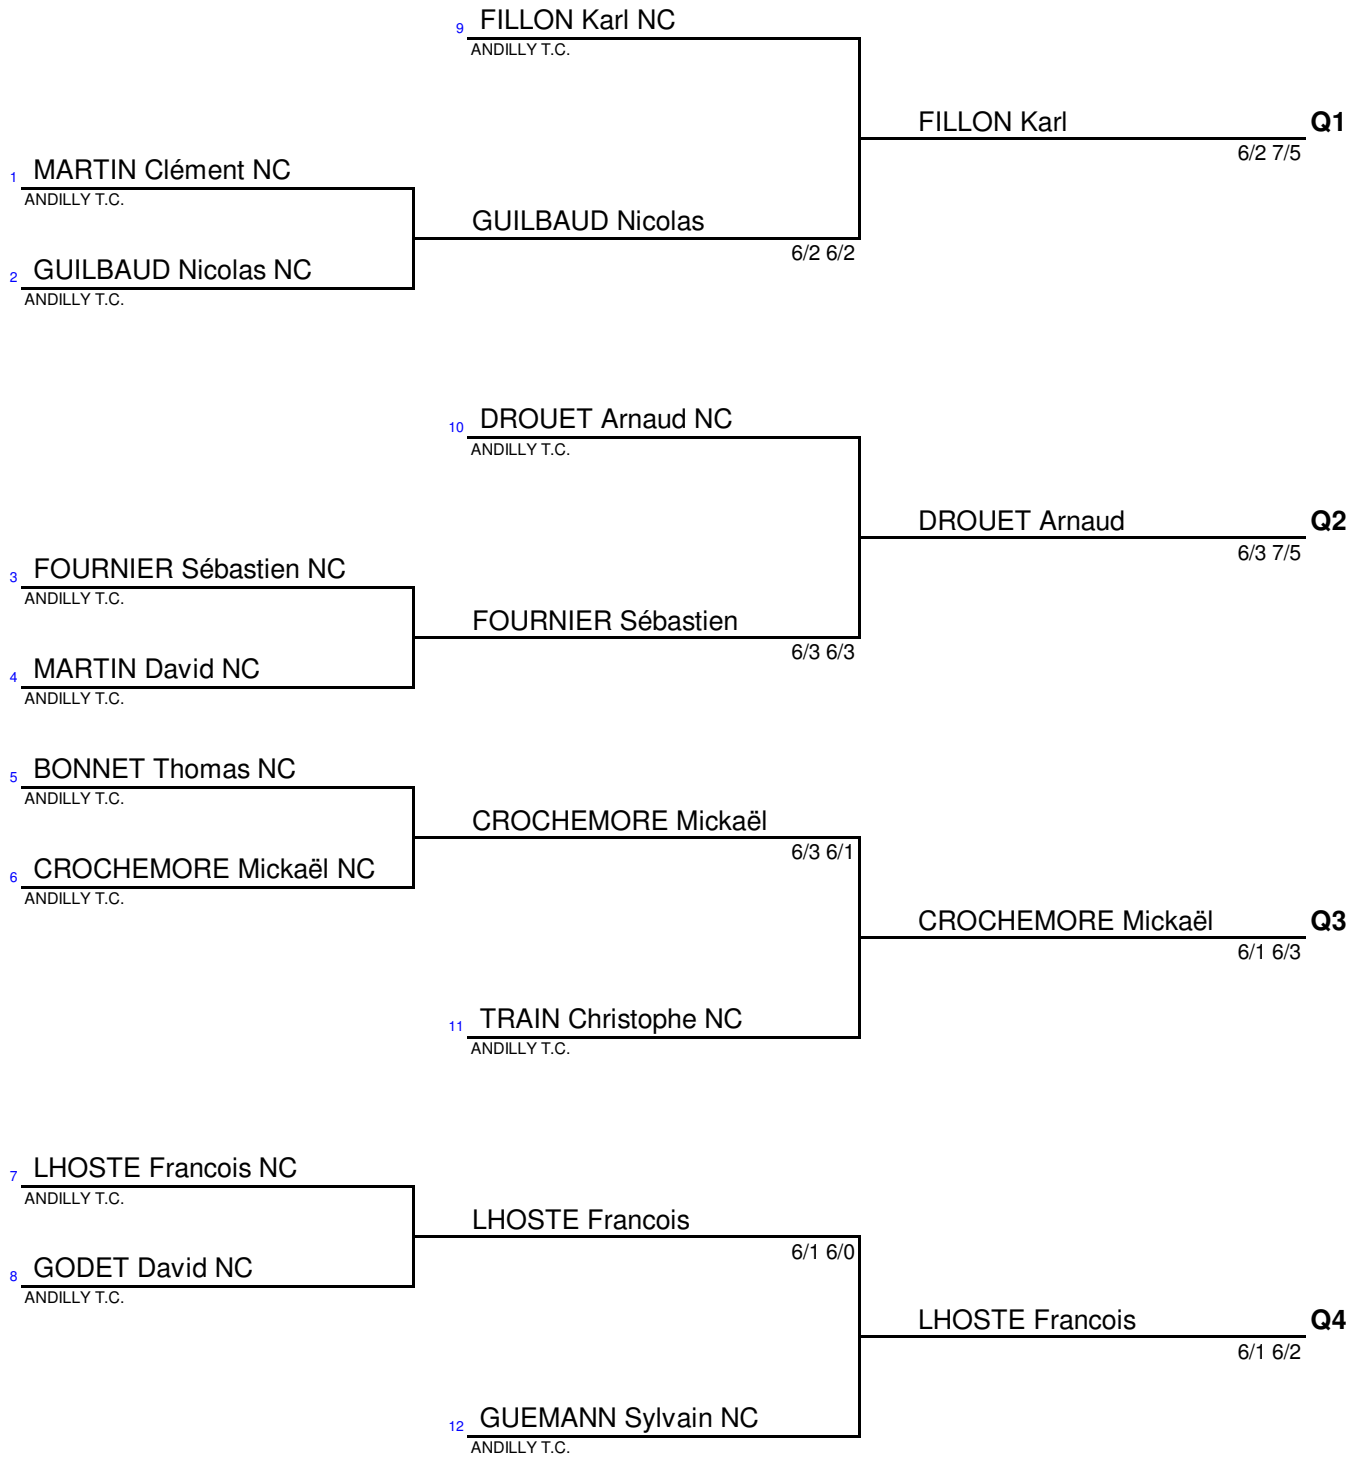 9 FILLON Karl NC
ANDILLY T.C.
FILLON Karl Q1
6/2 7/5
1 MARTIN Clément NC
ANDILLY T.C.
GUILBAUD Nicolas
6/2 6/2
2 GUILBAUD Nicolas NC
ANDILLY T.C.
10 DROUET Arnaud NC
ANDILLY T.C.
DROUET Arnaud Q2
6/3 7/5
3 FOURNIER Sébastien NC
ANDILLY T.C.
FOURNIER Sébastien
6/3 6/3
4 MARTIN David NC
ANDILLY T.C.
5 BONNET Thomas NC
ANDILLY T.C.
CROCHEMORE Mickaël
6/3 6/1
6 CROCHEMORE Mickaël NC
ANDILLY T.C.
CROCHEMORE Mickaël Q3
6/1 6/3
11 TRAIN Christophe NC
ANDILLY T.C.
7 LHOSTE Francois NC
ANDILLY T.C.
LHOSTE Francois
6/1 6/0
8 GODET David NC
ANDILLY T.C.
LHOSTE Francois Q4
6/1 6/2
12 GUEMANN Sylvain NC
ANDILLY T.C.